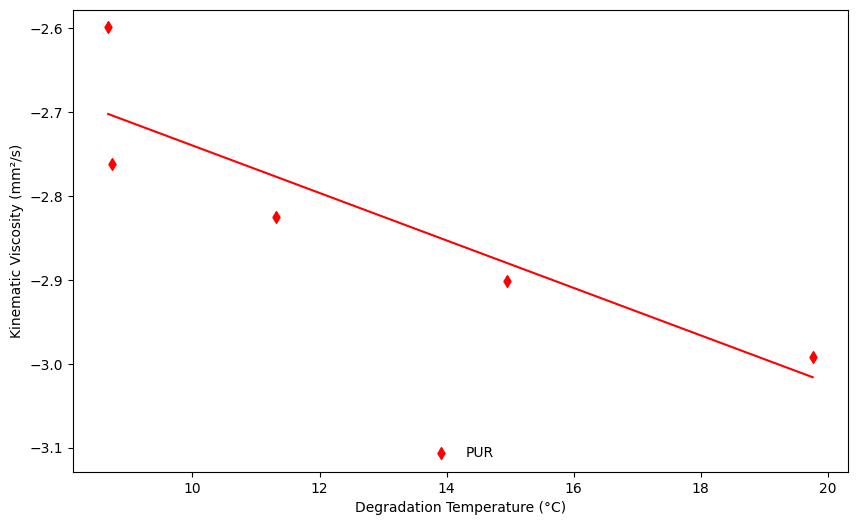 −2.6
−2.7
−2.8
−2.9
−3.0
−3.1
Kinematic Viscosity (mm²/s)
PUR
10 12 14 16 18 20
Degradation Temperature (°C)